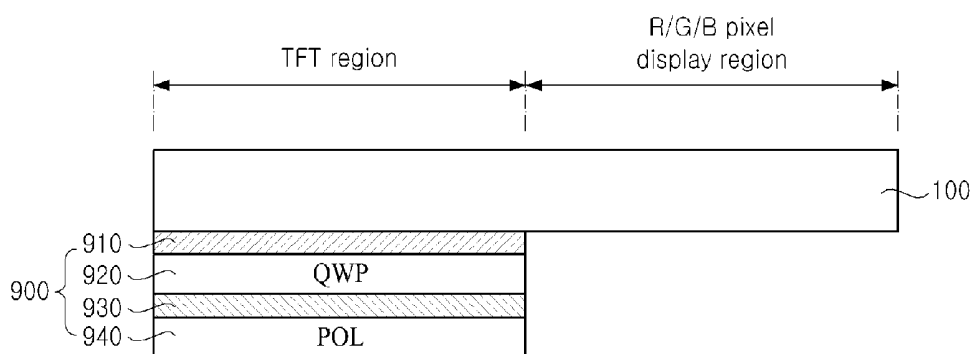 TFT region
R/G/B pixel
display region
100
910
QWP
920
900
930
940
POL